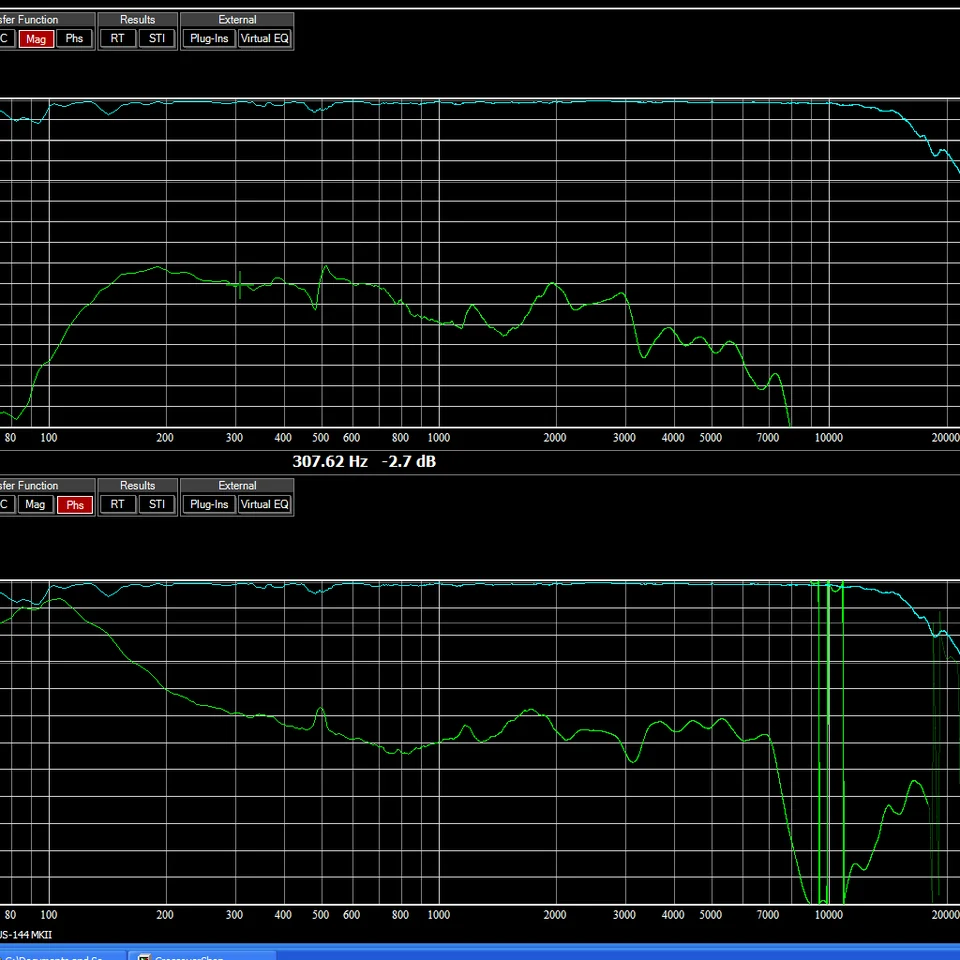 sfer Function Results External
C Mag Phs RT STI Plug-Ins Virtual EQ
80 100 200 300 400 500 600 800 1000 2000 3000 4000 5000 7000 10000 20000
307.62 Hz -2.7 dB
sfer Function Results External
C Mag Phs RT STI Plug-Ins Virtual EQ
80 100 200 300 400 500 600 800 1000 2000 3000 4000 5000 7000 10000 20000
US-144 MKII
C:\Documents and Se